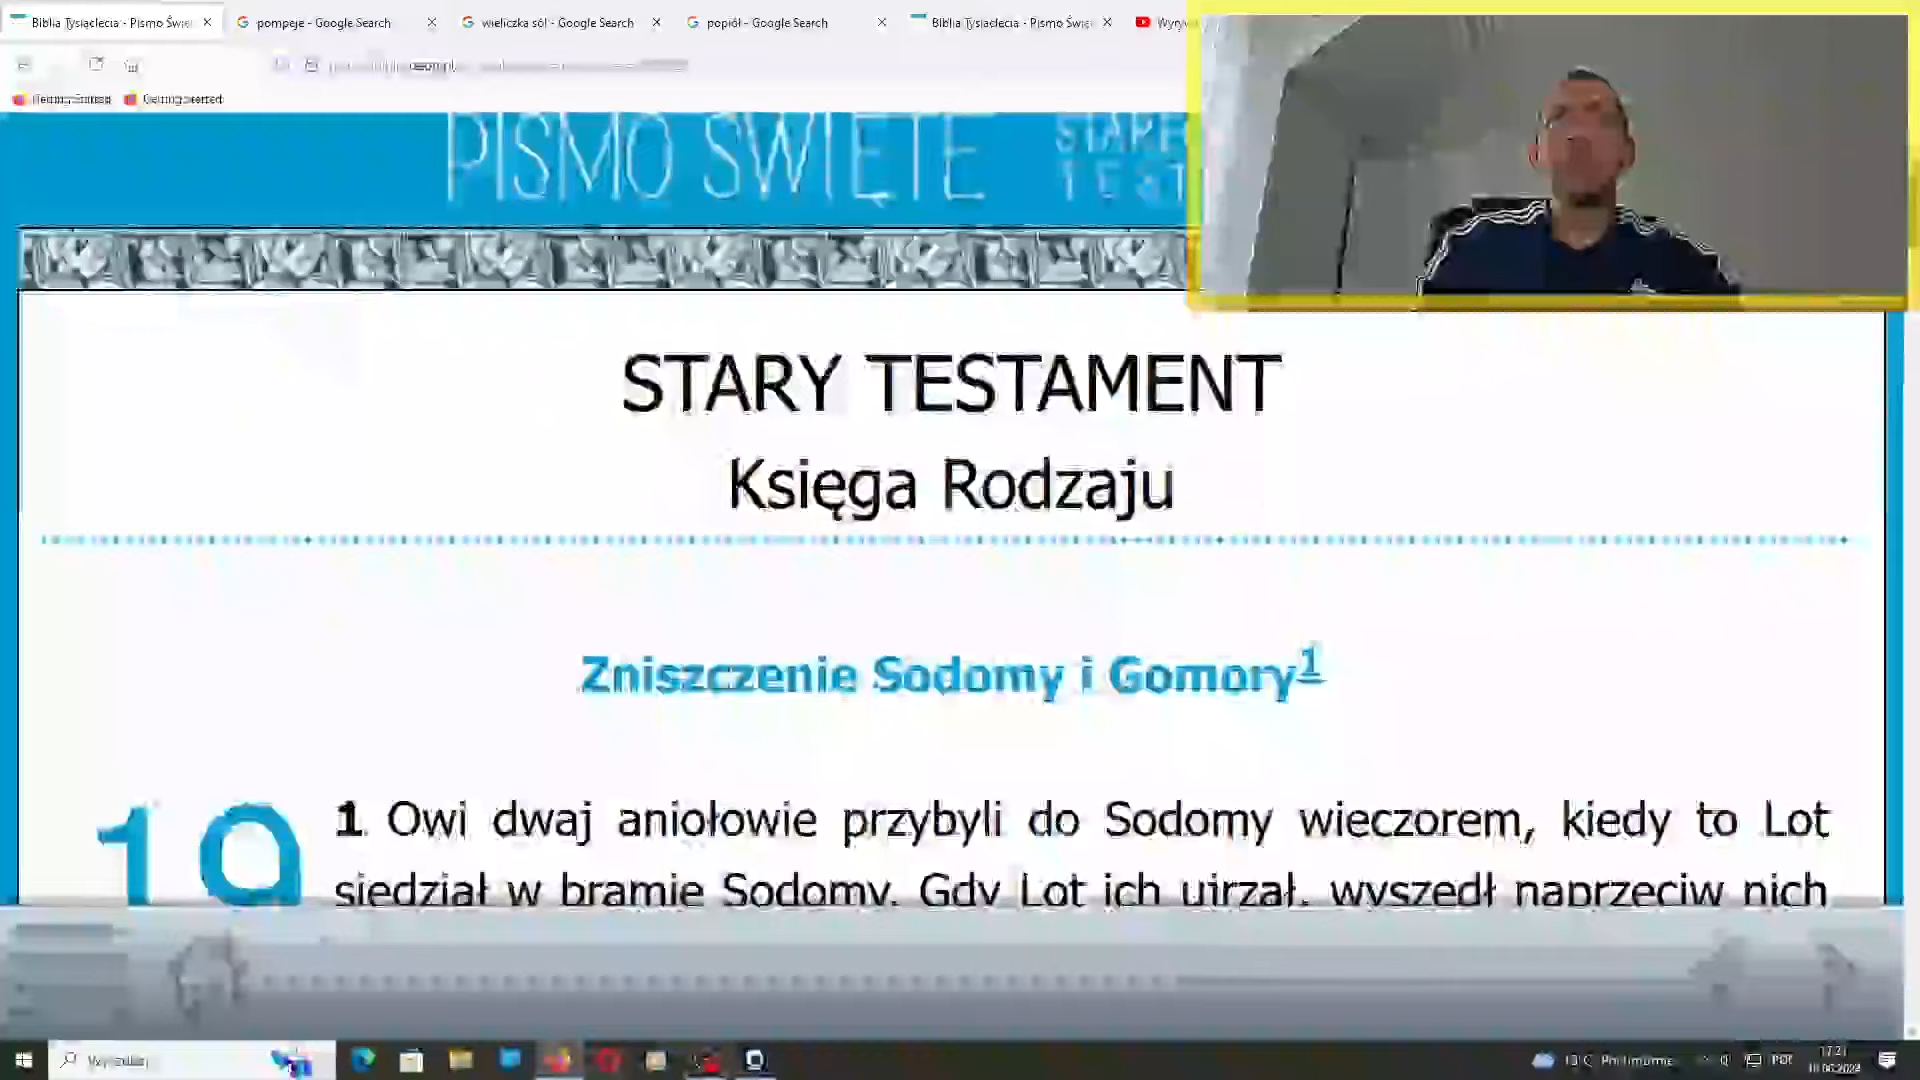 Biblia Tysiąclecia - Pismo Świę
pompeje - Google Search
wieliczka sól - Google Search
popiół - Google Search
Biblia Tysiąclecia - Pismo Świę
PISMO ŚWIĘTE
STARY TESTAMENT
Księga Rodzaju
Zniszczenie Sodomy i Gomory1
19
1 Owi dwaj aniołowie przybyli do Sodomy wieczorem, kiedy to Lot
siedział w bramie Sodomy. Gdy Lot ich ujrzał, wyszedł naprzeciw nich
17:21